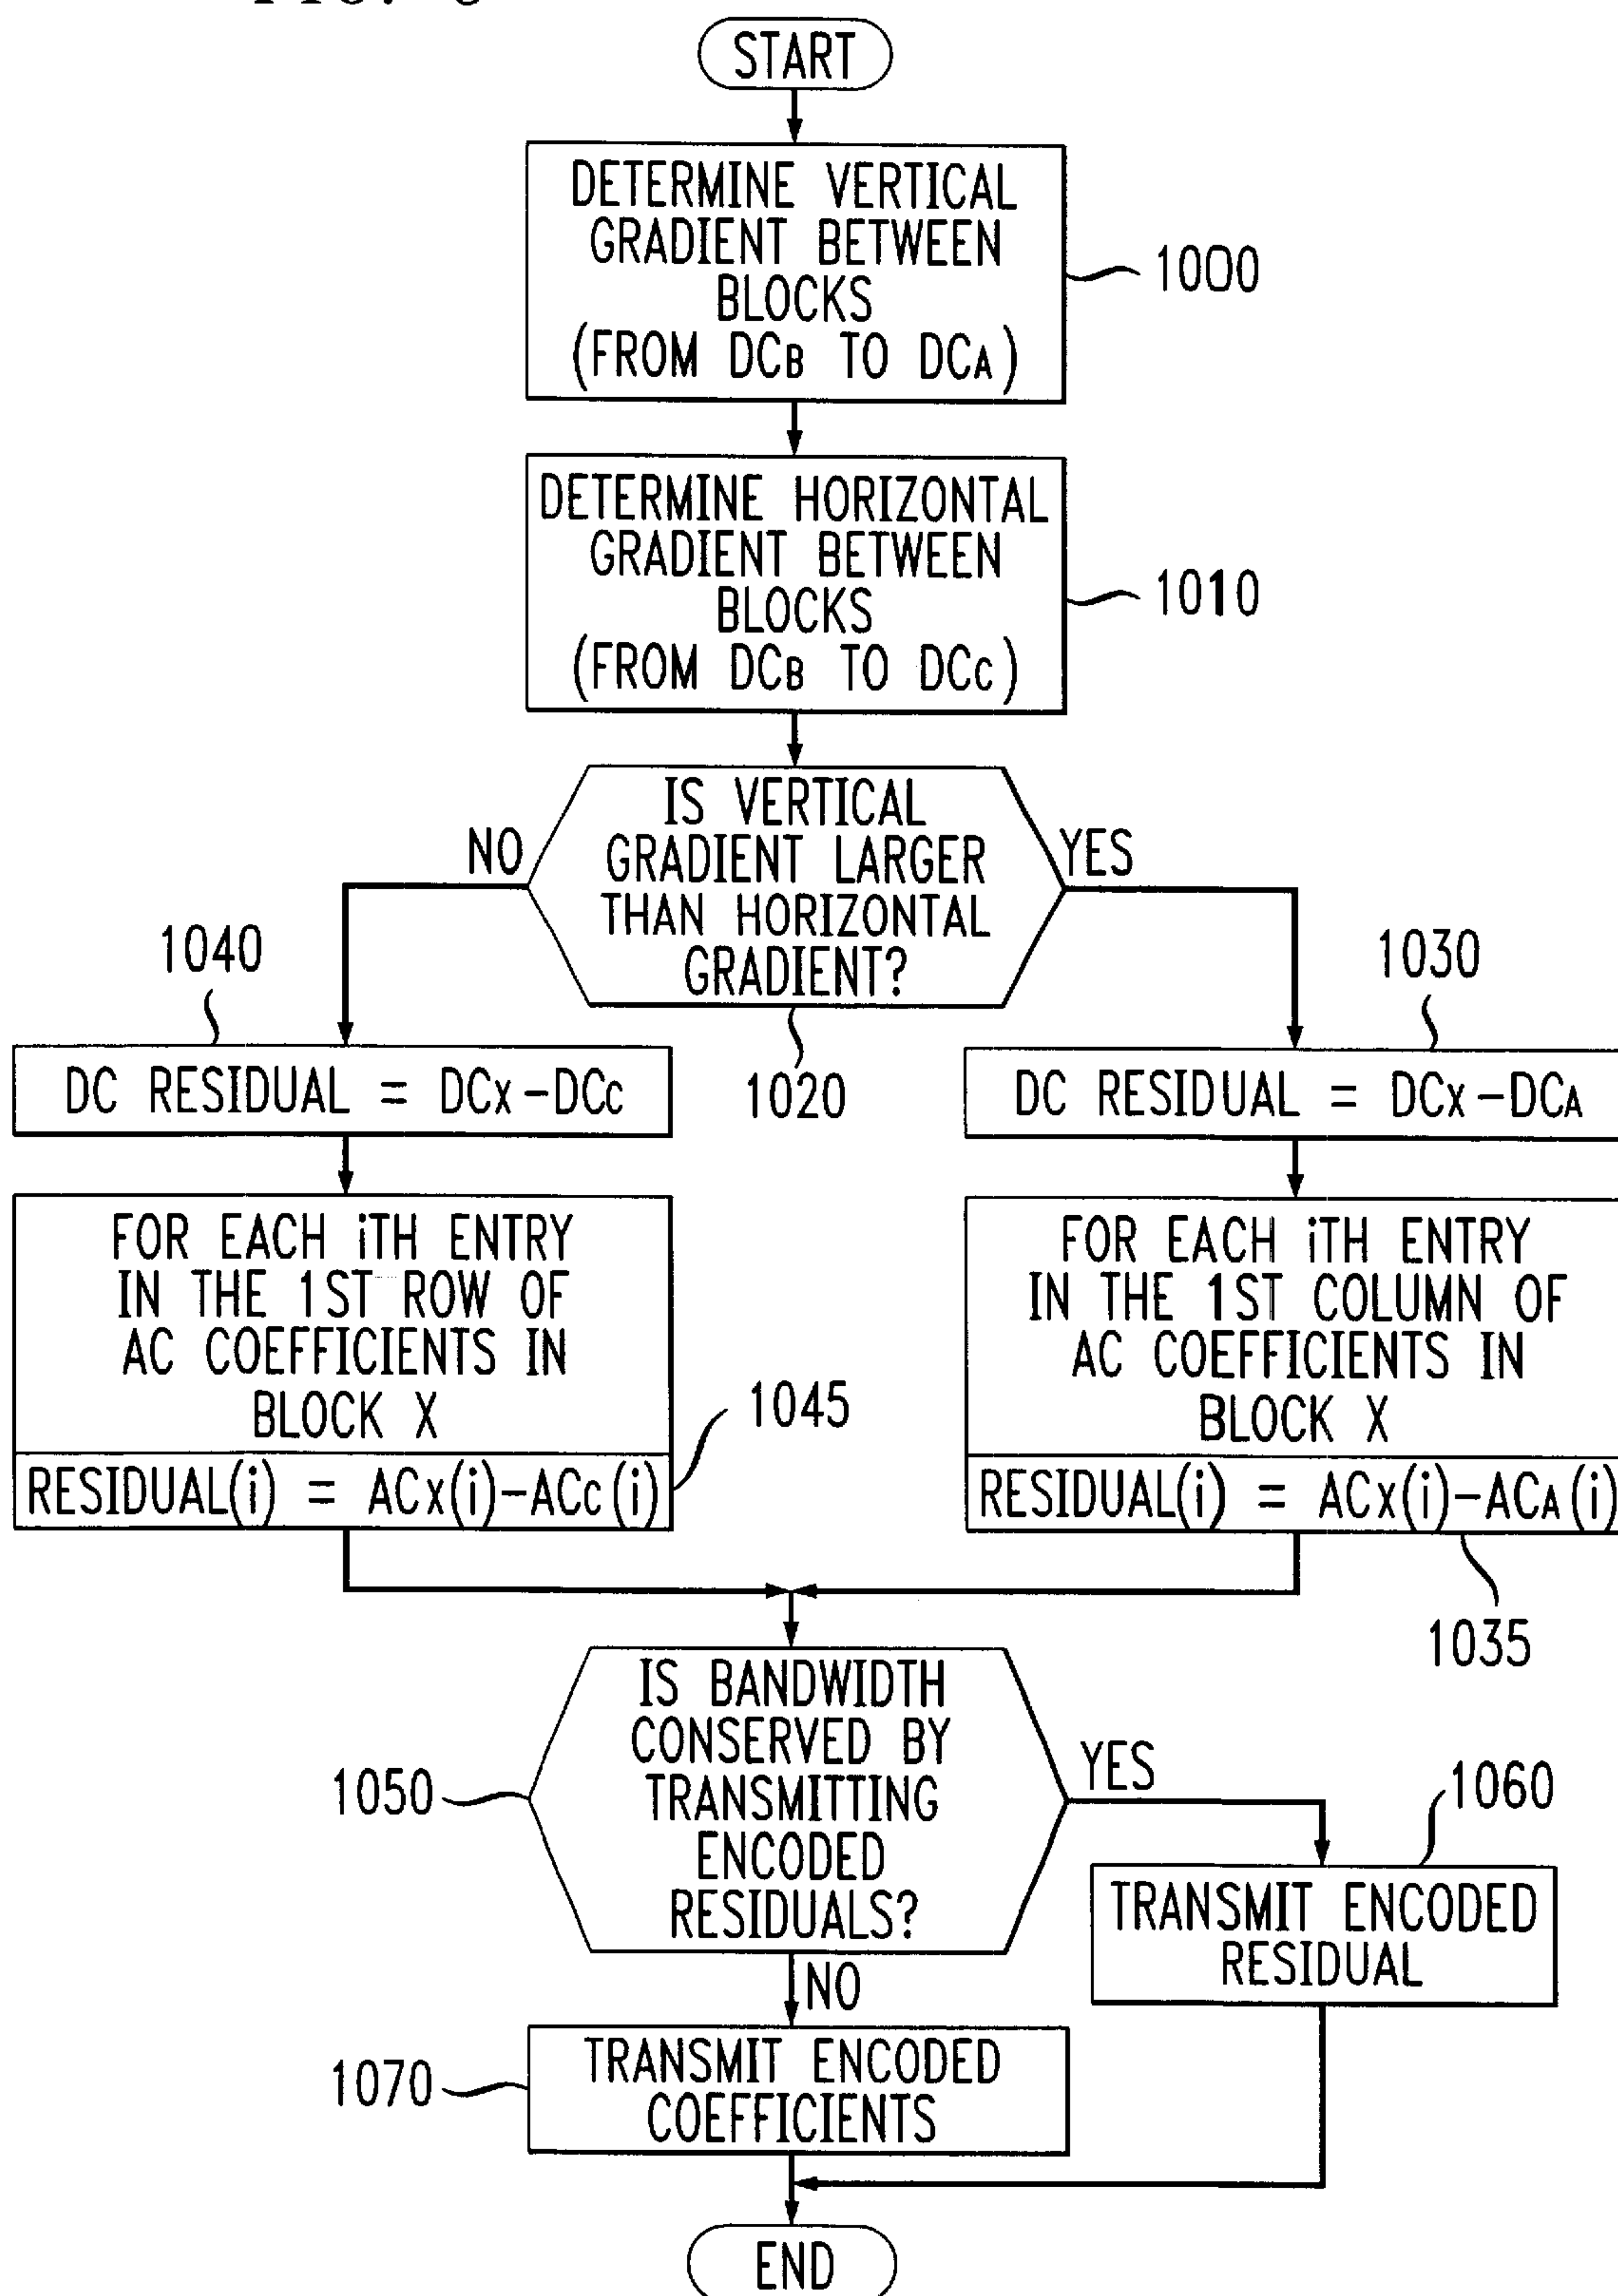 START
DETERMINE VERTICAL
GRADIENT BETWEEN
BLOCKS
(FROM DCB TO DCA)
1000
DETERMINE HORIZONTAL
GRADIENT BETWEEN
BLOCKS
(FROM DCB TO DCC)
1010
IS VERTICAL
GRADIENT LARGER
THAN HORIZONTAL
GRADIENT?
NO
YES
1020
1040
1030
DC RESIDUAL = DCX-DCC
DC RESIDUAL = DCX-DCA
FOR EACH iTH ENTRY
IN THE 1ST ROW OF
AC COEFFICIENTS IN
BLOCK X
RESIDUAL(i) = ACX(i)-ACC(i)
1045
FOR EACH iTH ENTRY
IN THE 1ST COLUMN OF
AC COEFFICIENTS IN
BLOCK X
RESIDUAL(i) = ACX(i)-ACA(i)
1035
IS BANDWIDTH
CONSERVED BY
TRANSMITTING
ENCODED
RESIDUALS?
1050
YES
1060
TRANSMIT ENCODED
RESIDUAL
NO
1070
TRANSMIT ENCODED
COEFFICIENTS
END